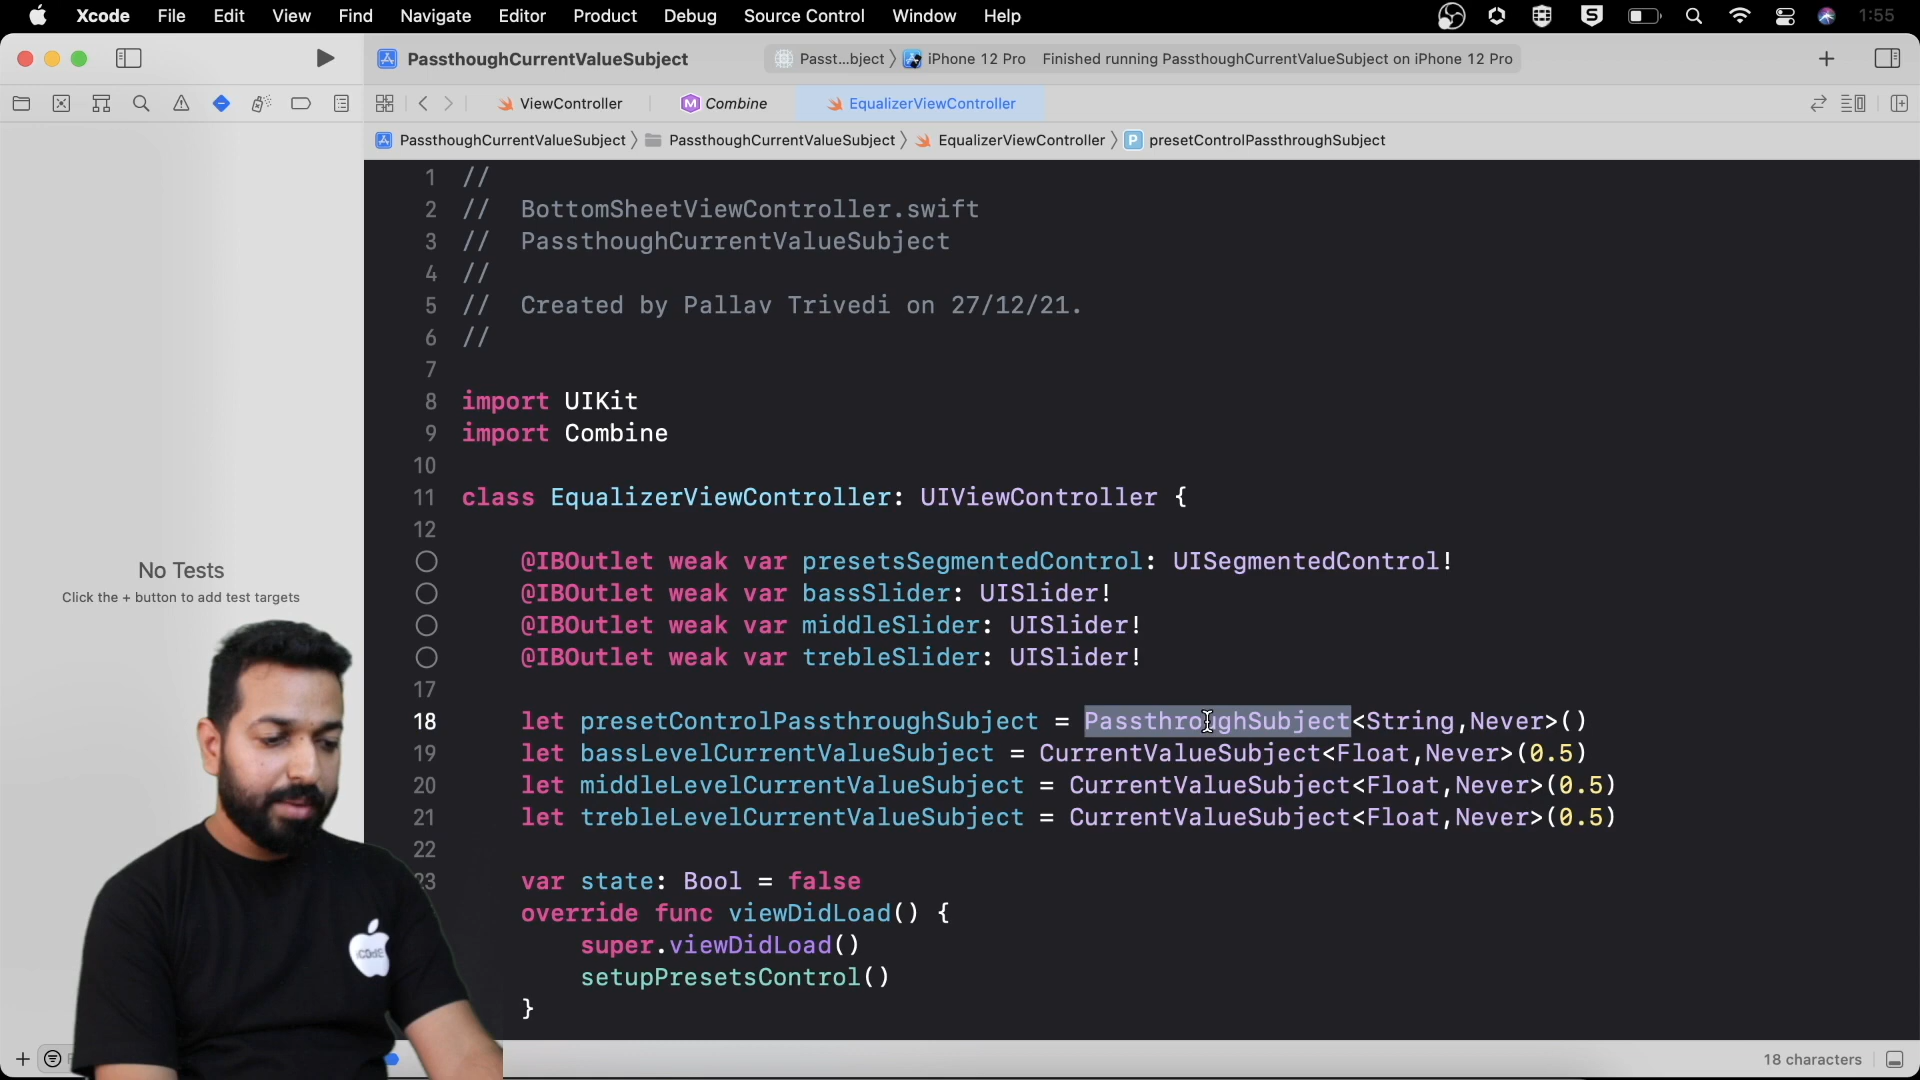 Xcode File Edit View Find Navigate Editor Product Debug Source Control Window Help S 1:55
PassthoughCurrentValueSubject Passt...bject iPhone 12 Pro Finished running PassthoughCurrentValueSubject on iPhone 12 Pro
ViewController M Combine EqualizerViewController
PassthoughCurrentValueSubject PassthoughCurrentValueSubject EqualizerViewController P presetControlPassthroughSubject
1 //
2 // BottomSheetViewController.swift
3 // PassthoughCurrentValueSubject
4 //
5 // Created by Pallav Trivedi on 27/12/21.
6 //
7
8 import UIKit
9 import Combine
10
11 class EqualizerViewController: UIViewController {
12
@IBOutlet weak var presetsSegmentedControl: UISegmentedControl!
@IBOutlet weak var bassSlider: UISlider!
@IBOutlet weak var middleSlider: UISlider!
@IBOutlet weak var trebleSlider: UISlider!
17
18 let presetControlPassthroughSubject = PassthroughSubject<String,Never>()
19 let bassLevelCurrentValueSubject = CurrentValueSubject<Float,Never>(0.5)
20 let middleLevelCurrentValueSubject = CurrentValueSubject<Float,Never>(0.5)
21 let trebleLevelCurrentValueSubject = CurrentValueSubject<Float,Never>(0.5)
22
23 var state: Bool = false
override func viewDidLoad() {
super.viewDidLoad()
setupPresetsControl()
}
No Tests
Click the + button to add test targets
iCODE
18 characters